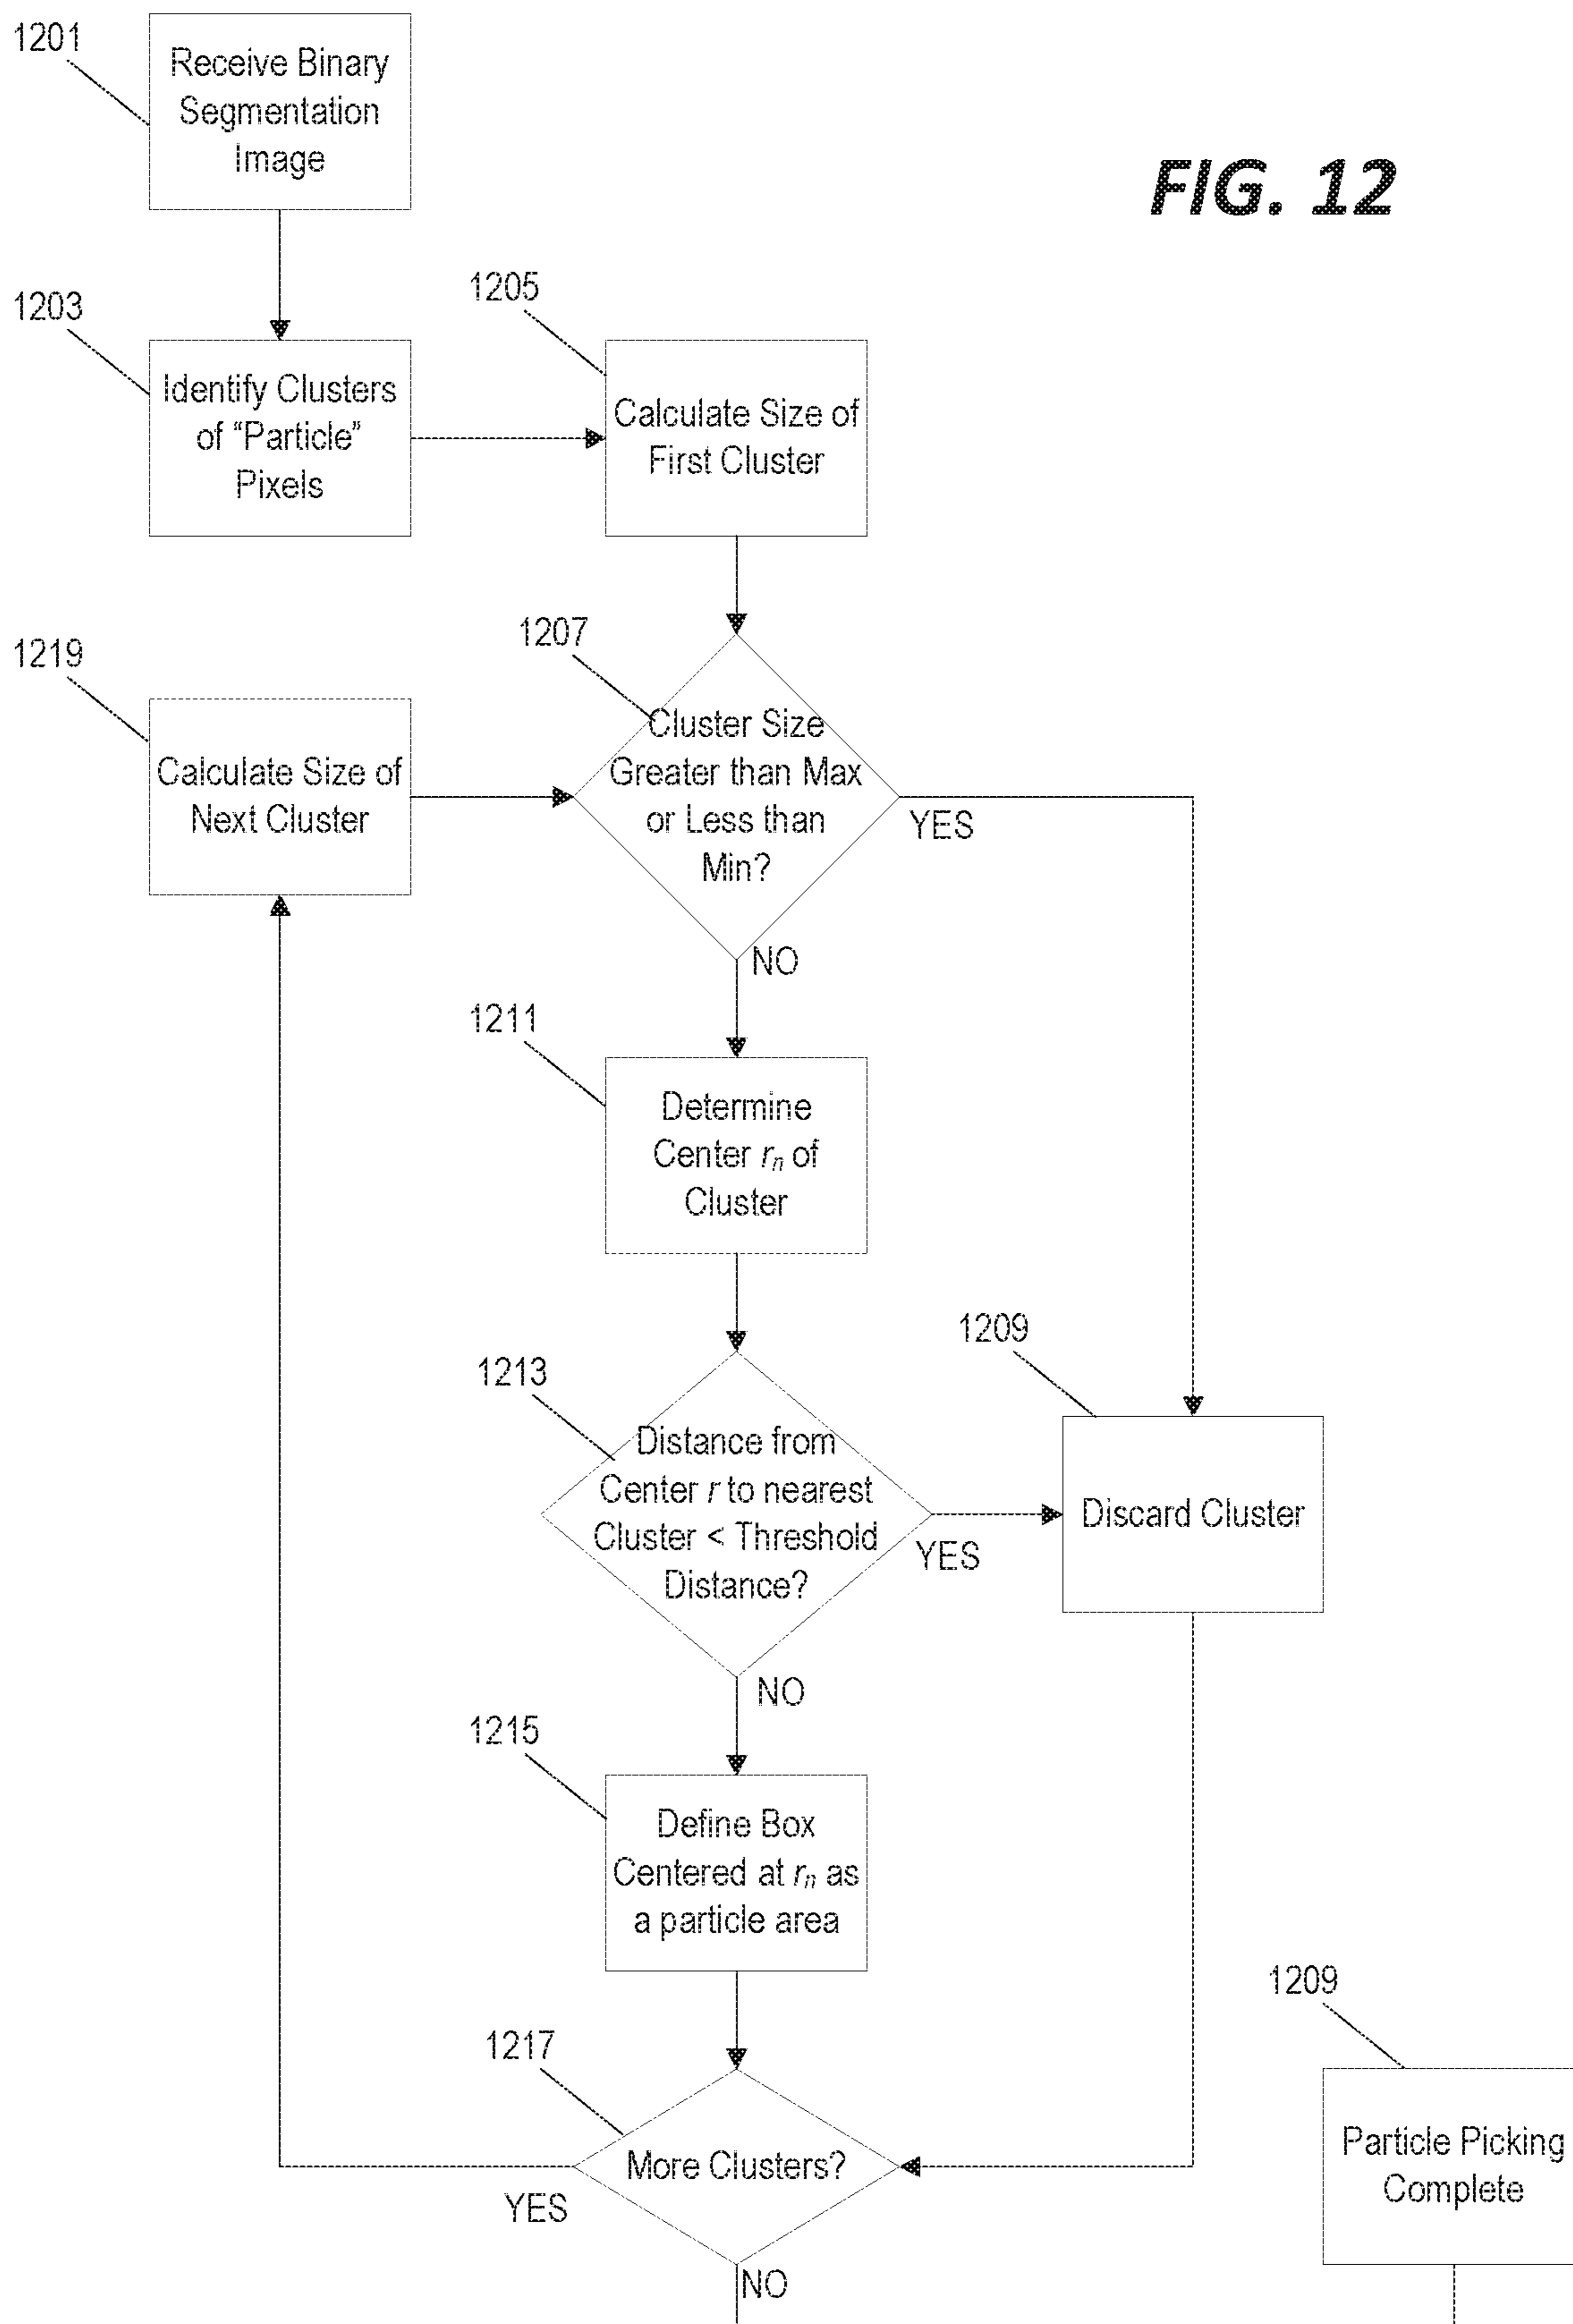 1201
Receive Binary
Segmentation
Image
FIG. 12
1203
Identify Clusters
of “Particle”
Pixels
1205
Calculate Size of
First Cluster
1219
Calculate Size of
Next Cluster
1207
Cluster Size
Greater than Max
or Less than
Min?
YES
NO
1211
Determine
Center rₙ of
Cluster
1213
Distance from
Center r to nearest
Cluster < Threshold
Distance?
YES
NO
1209
Discard Cluster
1215
Define Box
Centered at rₙ as
a particle area
1217
More Clusters?
YES
NO
1209
Particle Picking
Complete